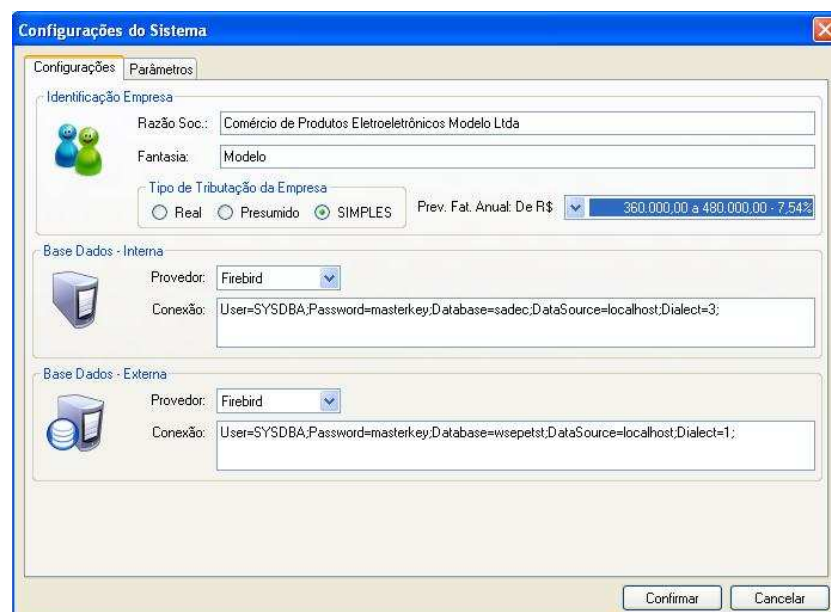 Configurações do Sistema
Configurações Parâmetros
Identificação Empresa
Razão Soc.: Comércio de Produtos Eletroeletrônicos Modelo Ltda
Fantasia: Modelo
Tipo de Tributação da Empresa
Real Presumido SIMPLES Prev. Fat. Anual: De R$ 360.000,00 a 480.000,00 - 7,54%
Base Dados - Interna
Provedor: Firebird
Conexão: User=SYSDBA;Password=masterkey;Database=sadec;DataSource=localhost;Dialect=3;
Base Dados - Externa
Provedor: Firebird
Conexão: User=SYSDBA;Password=masterkey;Database=wsepetst;DataSource=localhost;Dialect=1;
Confirmar Cancelar